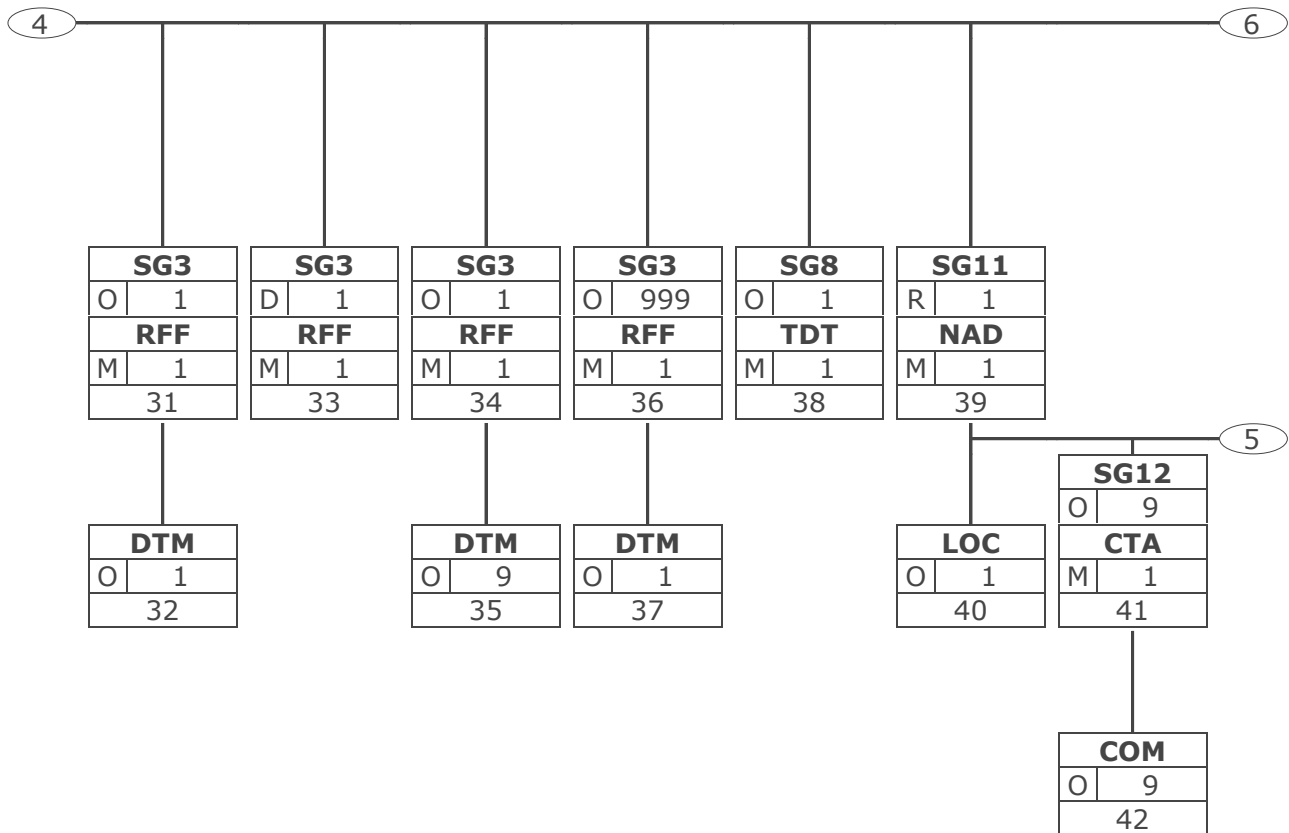 4 6
SG3 SG3 SG3 SG3 SG8 SG11
O 1 D 1 O 1 O 999 O 1 R 1
RFF RFF RFF RFF TDT NAD
M 1 M 1 M 1 M 1 M 1 M 1
31 33 34 36 38 39
5
SG12
O 9
DTM DTM DTM LOC CTA
O 1 O 9 O 1 O 1 M 1
32 35 37 40 41
COM
O 9
42